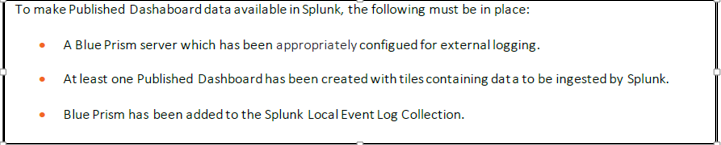 To make Published Dashaboard data available in Splunk, the following must be in place:
• A Blue Prism server which has been appropriately configued for external logging.
• At least one Published Dashboard has been created with tiles containing data to be ingested by Splunk.
• Blue Prism has been added to the Splunk Local Event Log Collection.